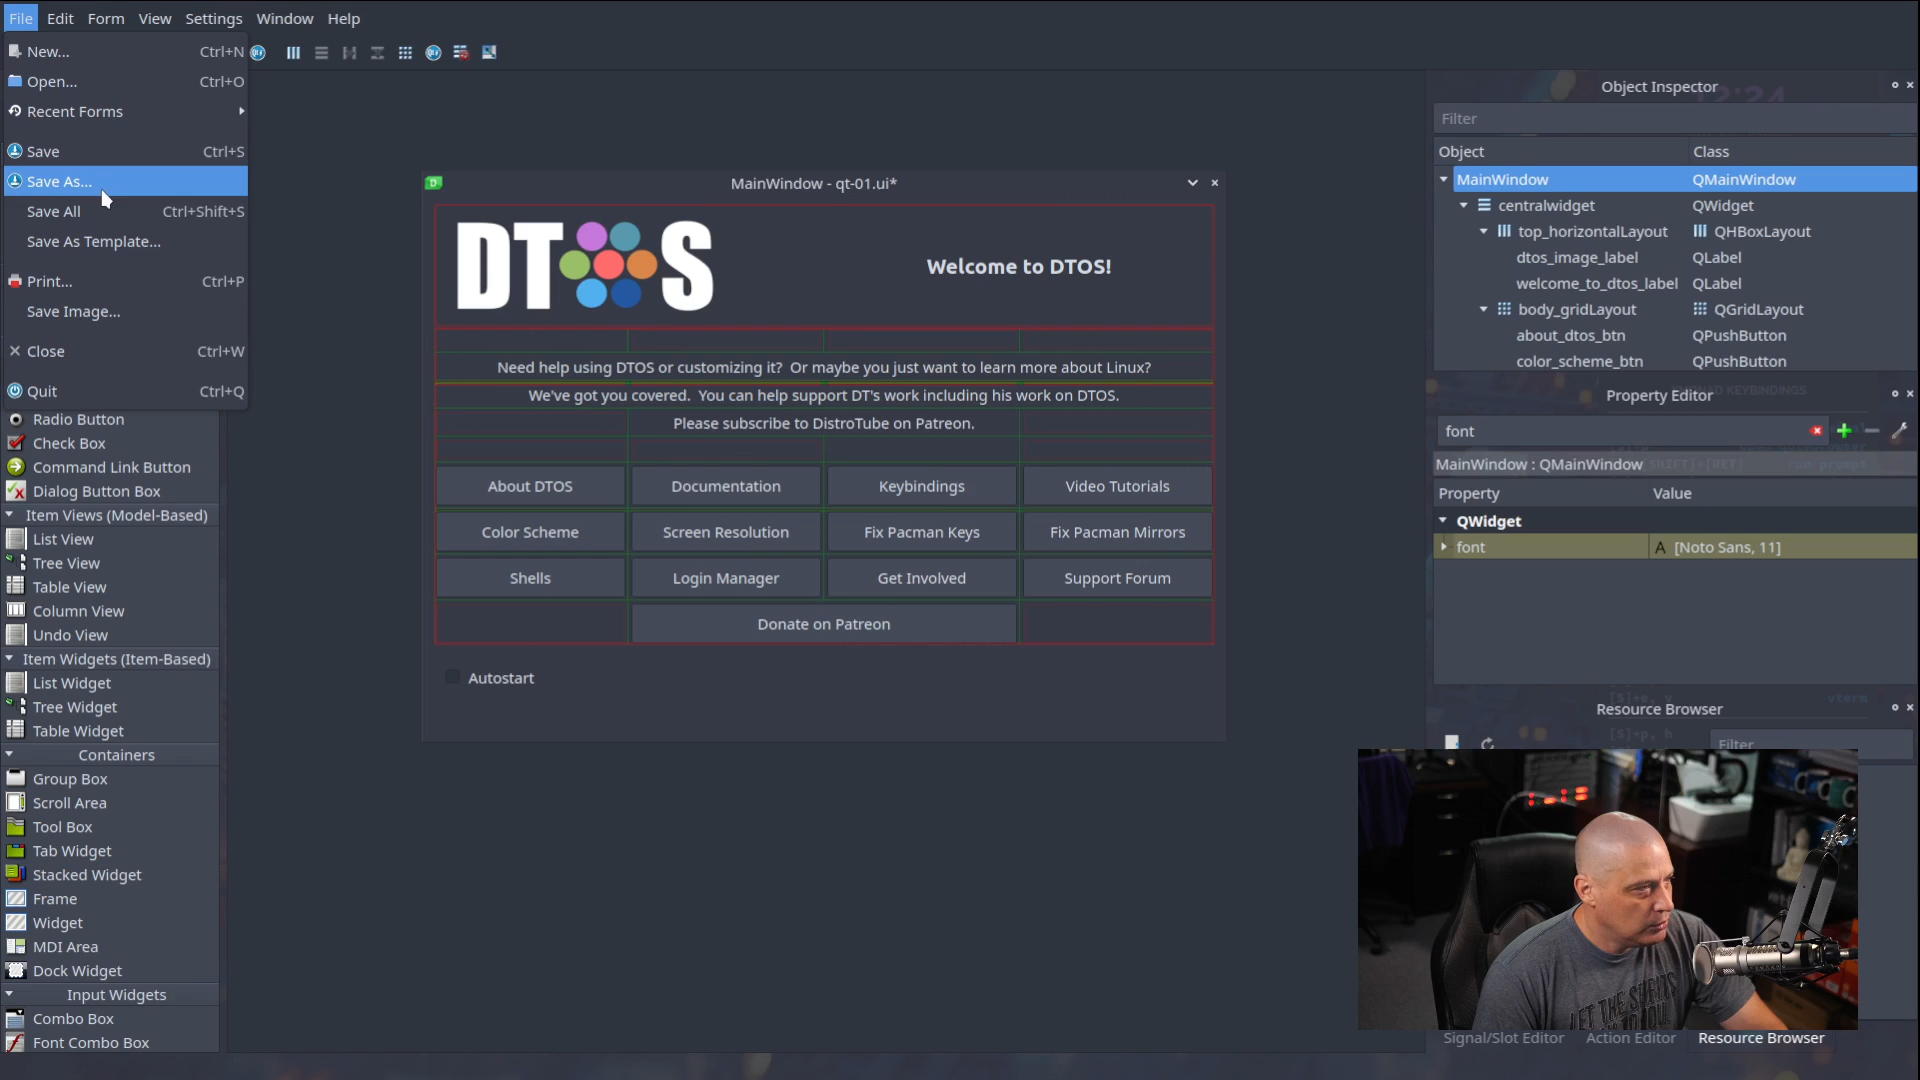 File Edit Form View Settings Window Help
New... Ctrl+N
Open... Ctrl+O
Recent Forms
Save Ctrl+S
Save As...
Save All Ctrl+Shift+S
Save As Template...
Print... Ctrl+P
Save Image...
Close Ctrl+W
Quit Ctrl+Q
Radio Button
Check Box
Command Link Button
Dialog Button Box
Item Views (Model-Based)
List View
Tree View
Table View
Column View
Undo View
Item Widgets (Item-Based)
List Widget
Tree Widget
Table Widget
Containers
Group Box
Scroll Area
Tool Box
Tab Widget
Stacked Widget
Frame
Widget
MDI Area
Dock Widget
Input Widgets
Combo Box
Font Combo Box
MainWindow - qt-01.ui*
DTOS
Welcome to DTOS!
Need help using DTOS or customizing it? Or maybe you just want to learn more about Linux?
We've got you covered. You can help support DT's work including his work on DTOS.
Please subscribe to DistroTube on Patreon.
About DTOS Documentation Keybindings Video Tutorials
Color Scheme Screen Resolution Fix Pacman Keys Fix Pacman Mirrors
Shells Login Manager Get Involved Support Forum
Donate on Patreon
Autostart
Object Inspector
12:24
Filter
Object Class
MainWindow QMainWindow
centralwidget QWidget
top_horizontalLayout QHBoxLayout
dtos_image_label QLabel
welcome_to_dtos_label QLabel
body_gridLayout QGridLayout
about_dtos_btn QPushButton
color_scheme_btn QPushButton
KEYBINDINGS
Property Editor
font
MainWindow : QMainWindow
run prompt
Property Value
QWidget
font A [Noto Sans, 11]
vterm
Resource Browser
[S]+p, h
Filter
LET THE
Signal/Slot Editor Action Editor Resource Browser